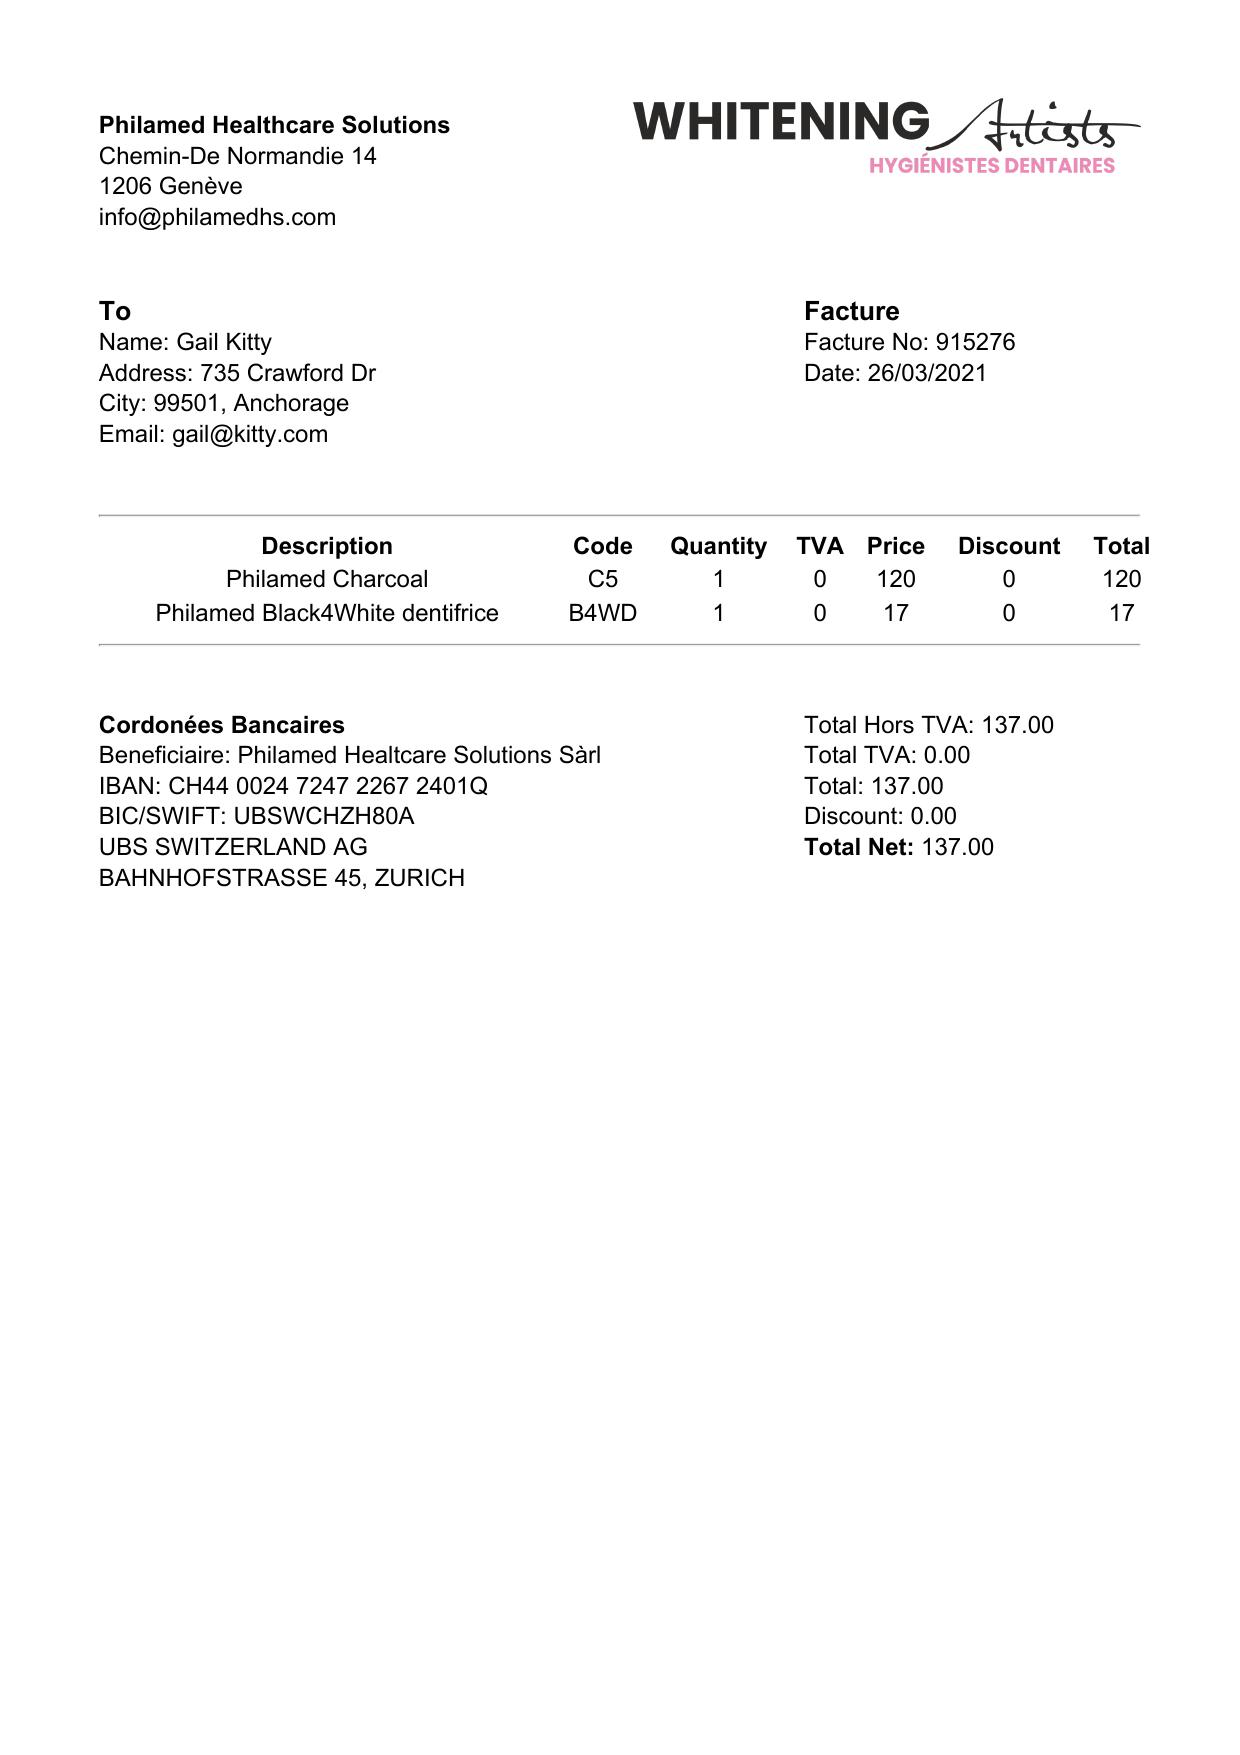 Philamed Healthcare Solutions
Chemin-De Normandie 14
1206 Genève
info@philamedhs.com
WHITENING Artists
HYGIÉNISTES DENTAIRES
To
Name: Gail Kitty
Address: 735 Crawford Dr
City: 99501, Anchorage
Email: gail@kitty.com
Facture
Facture No: 915276
Date: 26/03/2021
Description Code Quantity TVA Price Discount Total
Philamed Charcoal C5 1 0 120 0 120
Philamed Black4White dentifrice B4WD 1 0 17 0 17
Cordonées Bancaires
Beneficiaire: Philamed Healtcare Solutions Sàrl
IBAN: CH44 0024 7247 2267 2401Q
BIC/SWIFT: UBSWCHZH80A
UBS SWITZERLAND AG
BAHNHOFSTRASSE 45, ZURICH
Total Hors TVA: 137.00
Total TVA: 0.00
Total: 137.00
Discount: 0.00
Total Net: 137.00